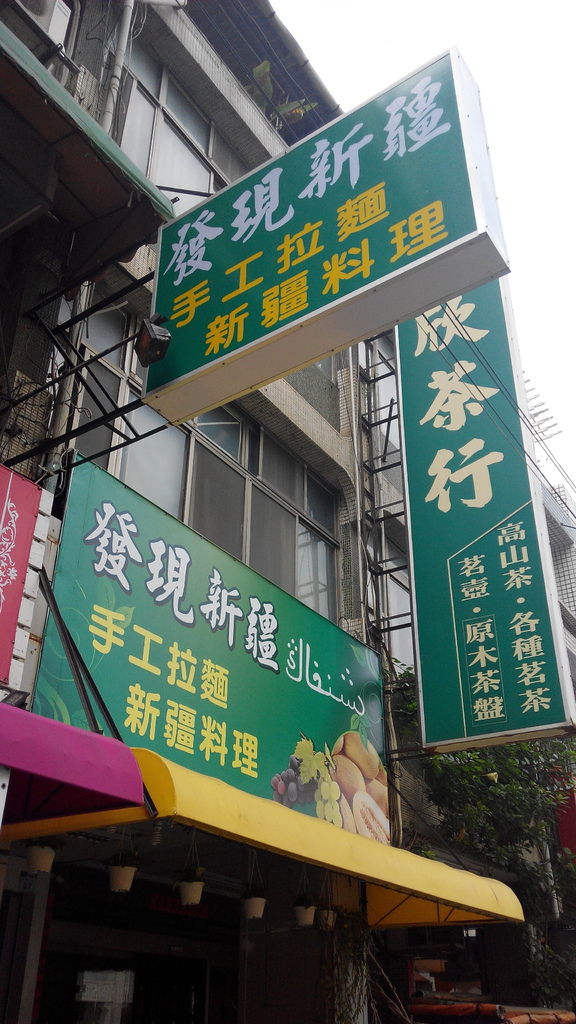 發現新疆
手工拉麵
新疆料理
欣茶行
高山茶·各種茗茶
茗壺·原木茶盤
發現新疆
手工拉麵
新疆料理